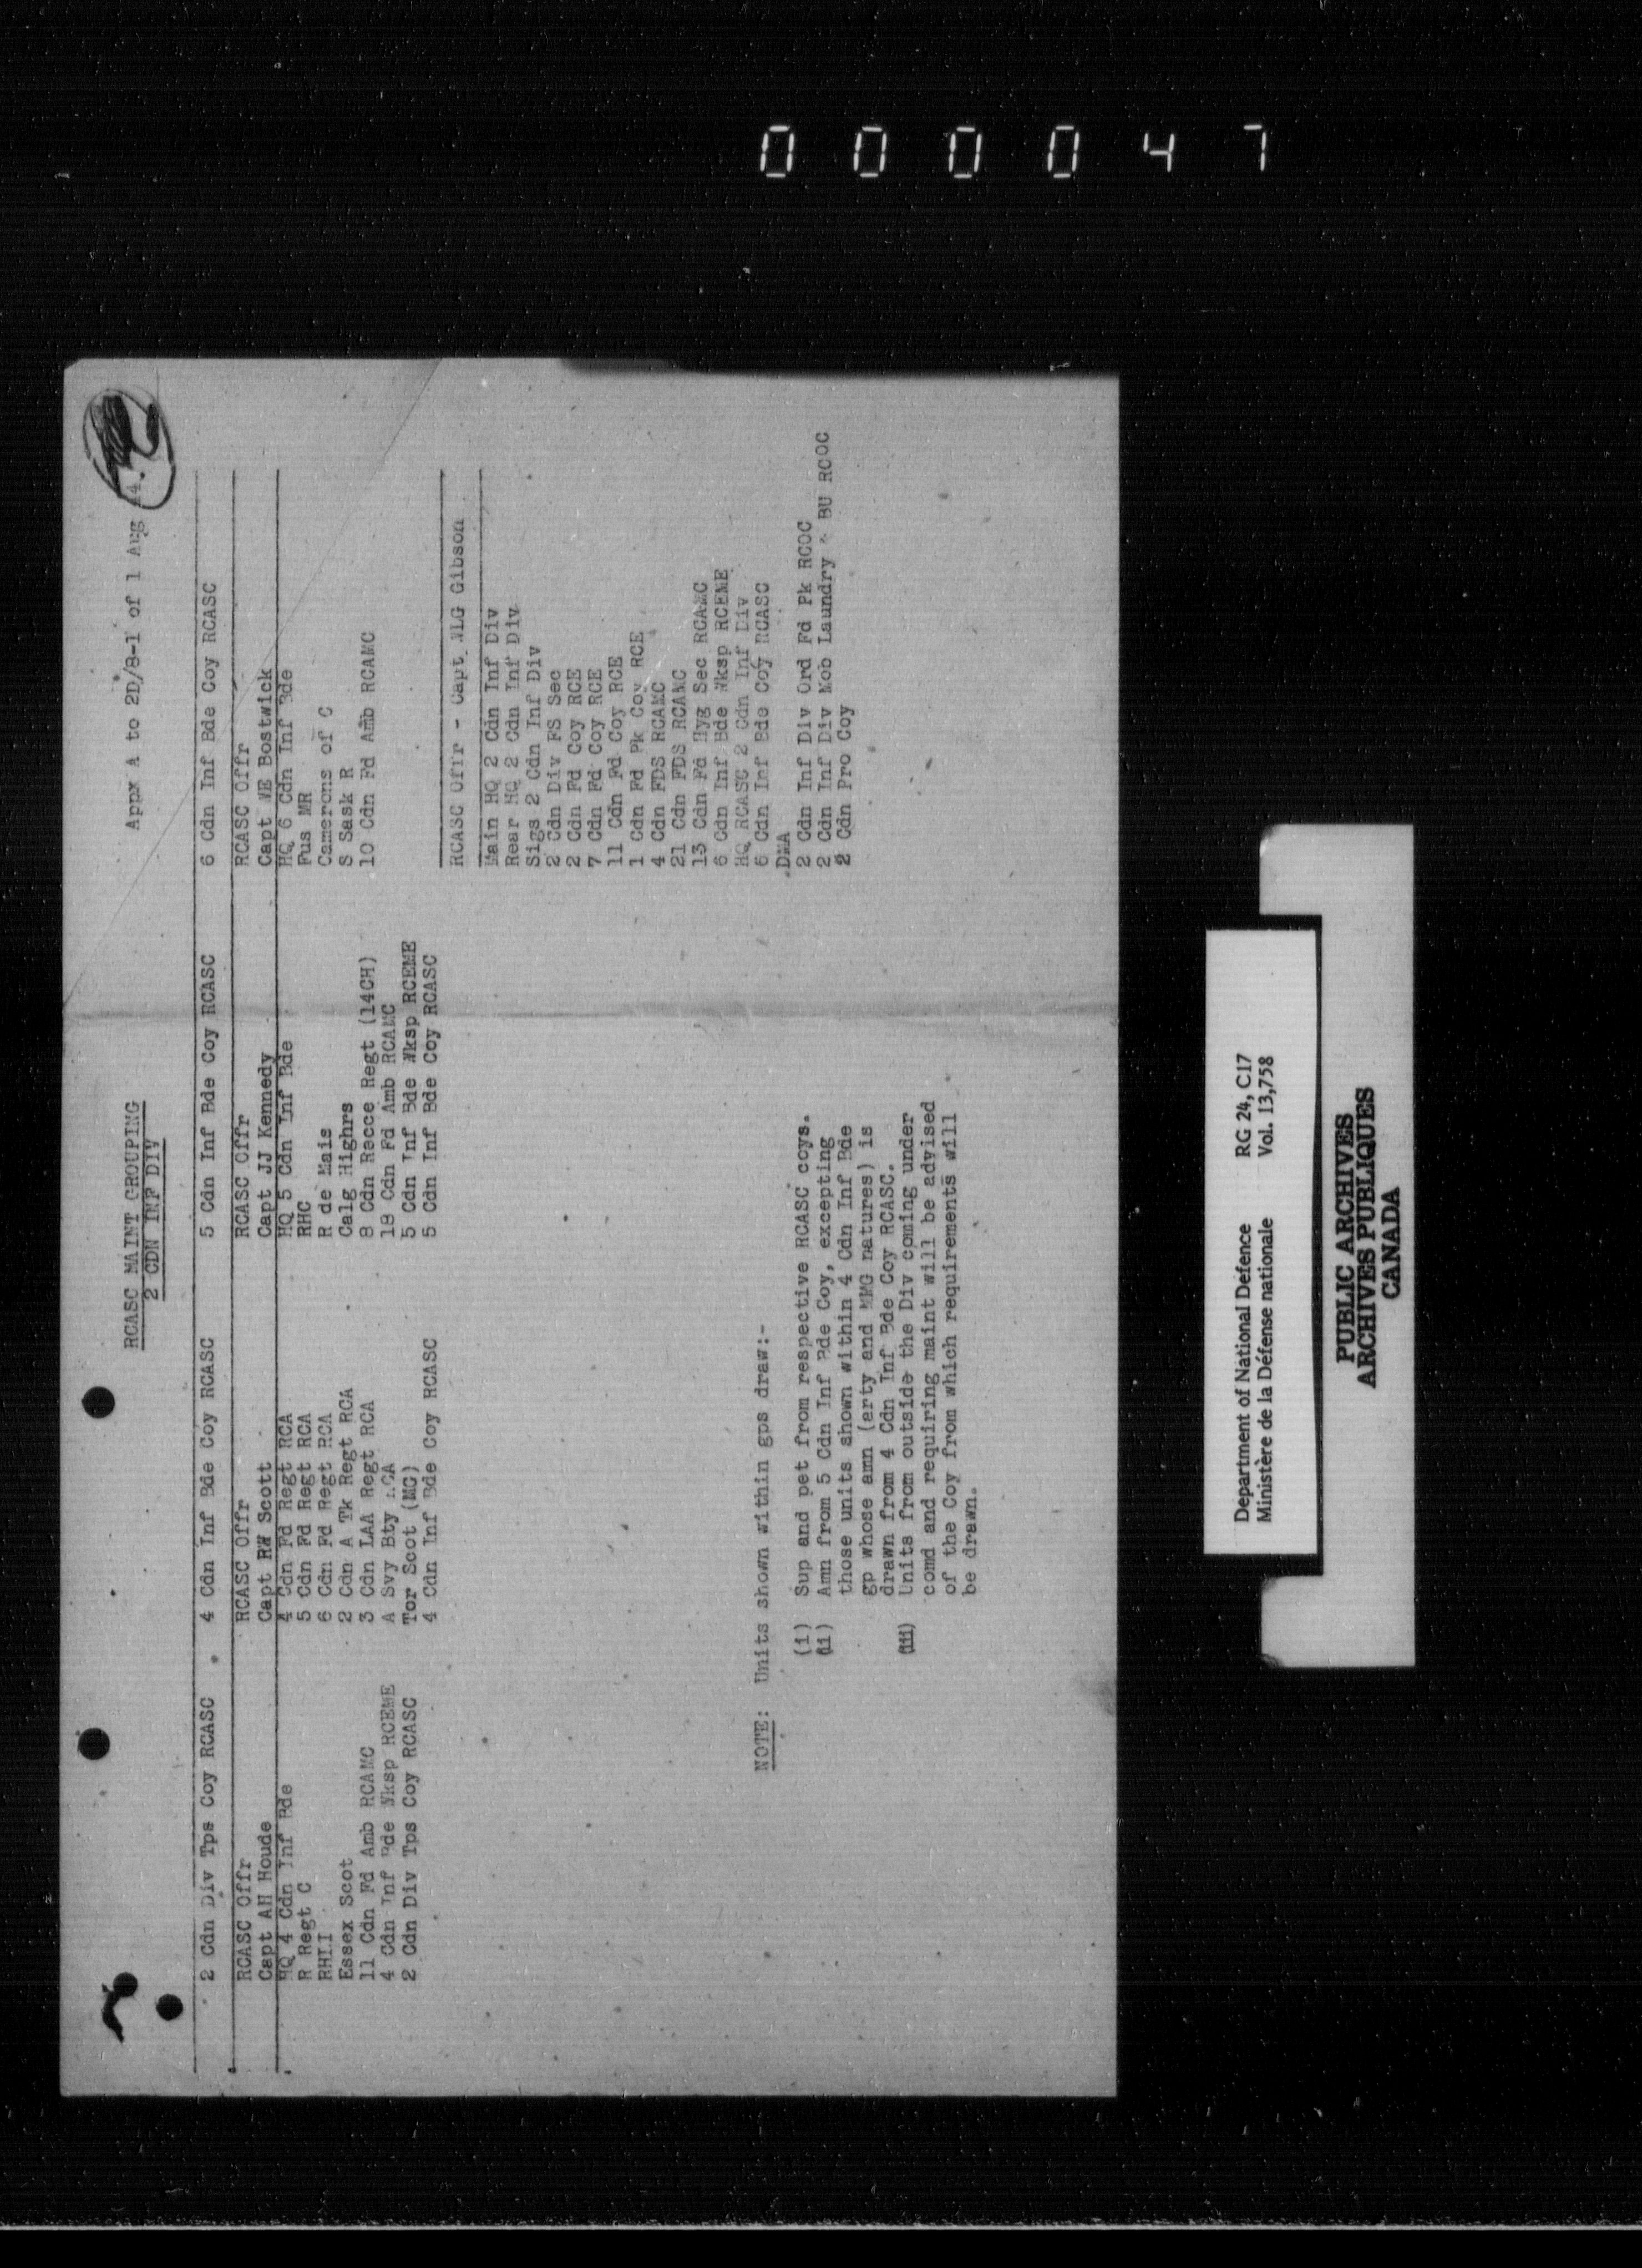 000047
Appx A to 2D/8-1 of 1 Aug 44.
RCASC MAINT GROUPING
2 CDN INF DIV
2 Cdn Div Tps Coy RCASC
RCASC Offr
Capt AH Houde
HQ 4 Cdn Inf Bde
R Regt C
RHLI
Essex Scot
11 Cdn Fd Amb RCAMC
4 Cdn Inf Bde Wksp RCEME
2 Cdn Div Tps Coy RCASC
4 Cdn Inf Bde Coy RCASC
RCASC Offr
Capt RW Scott
4 Cdn Fd Regt RCA
5 Cdn Fd Regt RCA
6 Cdn Fd Regt RCA
2 Cdn A Tk Regt RCA
3 Cdn LAA Regt RCA
A Svy Bty RCA
Tor Scot (MG)
4 Cdn Inf Bde Coy RCASC
5 Cdn Inf Bde Coy RCASC
RCASC Offr
Capt JJ Kennedy
HQ 5 Cdn Inf Bde
RHC
R de Mais
Calg Highrs
8 Cdn Recce Regt (14CH)
18 Cdn Fd Amb RCAMC
5 Cdn Inf Bde Wksp RCEME
5 Cdn Inf Bde Coy RCASC
6 Cdn Inf Bde Coy RCASC
RCASC Offr
Capt WE Bostwick
HQ 6 Cdn Inf Bde
Fus MR
Camerons of C
S Sask R
10 Cdn Fd Amb RCAMC
RCASC Offr - Capt WLG Gibson
Main HQ 2 Cdn Inf Div
Rear HQ 2 Cdn Inf Div
Sigs 2 Cdn Inf Div
2 Cdn Div FS Sec
2 Cdn Fd Coy RCE
7 Cdn Fd Coy RCE
11 Cdn Fd Coy RCE
1 Cdn Fd Pk Coy RCE
4 Cdn FDS RCAMC
21 Cdn FDS RCAMC
13 Cdn Fd Hyg Sec RCAMC
6 Cdn Inf Bde Wksp RCEME
HQ RCASC 2 Cdn Inf Div
6 Cdn Inf Bde Coy RCASC
DMA
2 Cdn Inf Div Ord Fd Pk RCOC
2 Cdn Inf Div Mob Laundry & BU RCOC
2 Cdn Pro Coy
NOTE: Units shown within gps draw:-
(i) Sup and pet from respective RCASC coys.
(ii) Amn from 5 Cdn Inf Bde Coy, excepting
those units shown within 4 Cdn Inf Bde
gp whose amn (arty and MMG natures) is
drawn from 4 Cdn Inf Bde Coy RCASC.
(iii) Units from outside the Div coming under
comd and requiring maint will be advised
of the Coy from which requirements will
be drawn.
Department of National Defence RG 24, C17
Ministère de la Défense nationale Vol. 13,758
PUBLIC ARCHIVES
ARCHIVES PUBLIQUES
CANADA